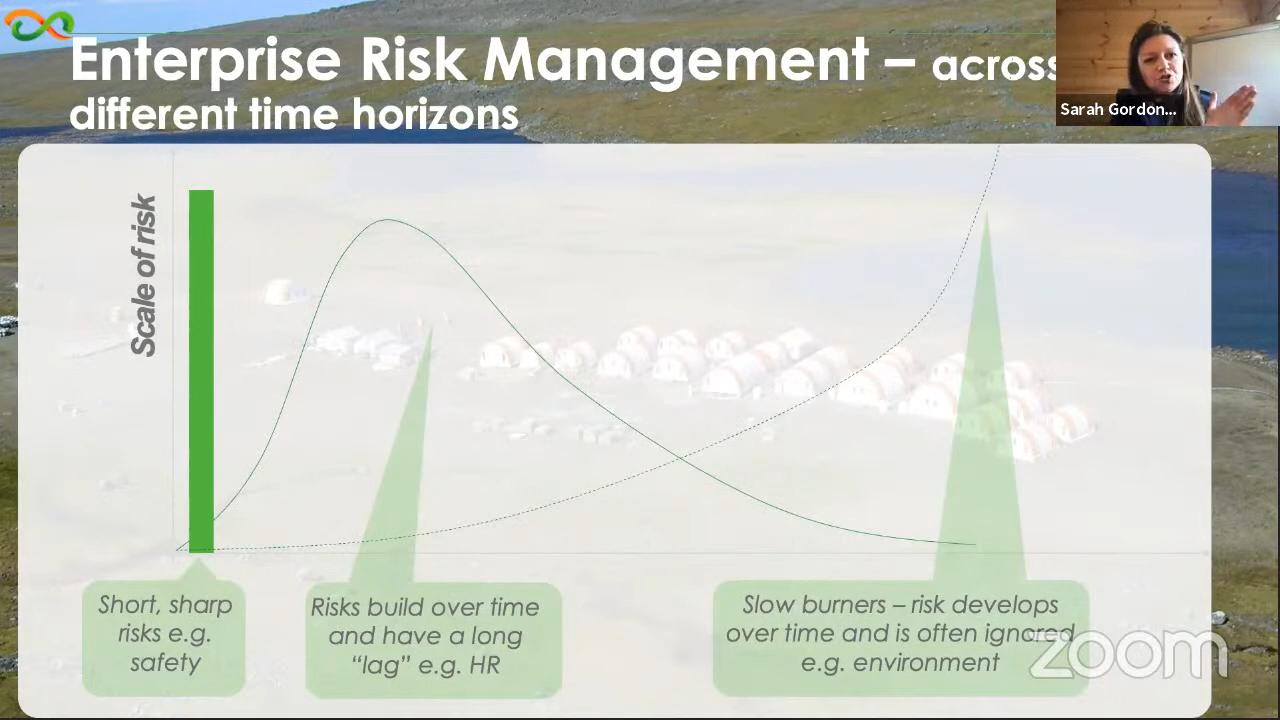 Enterprise Risk Management – across
different time horizons
Sarah Gordon...
Scale of risk
Short, sharp
risks e.g.
safety
Risks build over time
and have a long
“lag” e.g. HR
Slow burners – risk develops
over time and is often ignored
e.g. environment
zoom